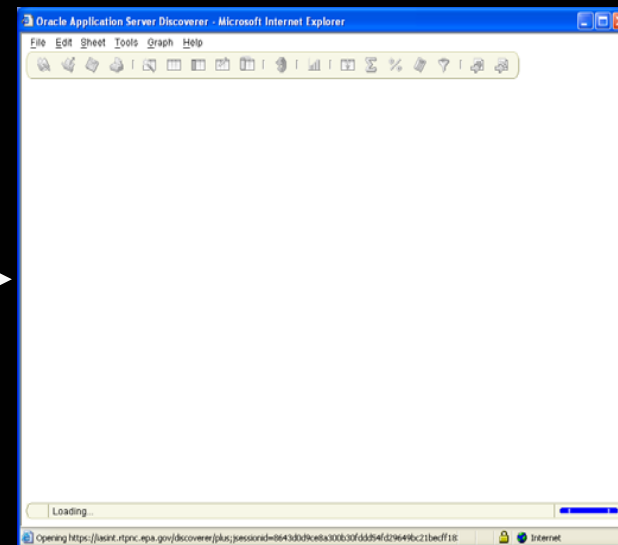 Oracle Application Server Discoverer - Microsoft Internet Explorer
File Edit Sheet Tools Graph Help
Loading...
Opening https://iasint.rtpnc.epa.gov/discoverer/plus;jsessionid=8643d0d9ce8a300b30fddd54fd29649bc21becff18 Internet